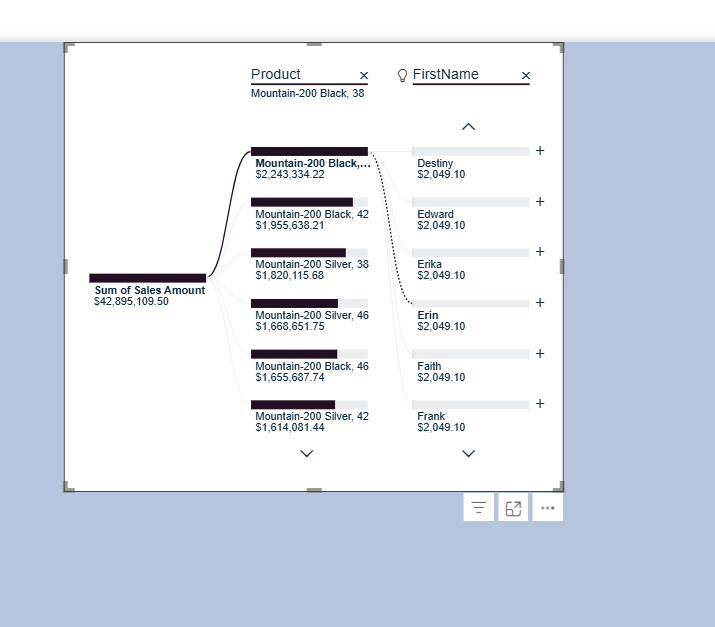 Product ×
FirstName ×
Mountain-200 Black, 38
Mountain-200 Black,...
$2,243,334.22
Mountain-200 Black, 42
$1,955,638.21
Mountain-200 Silver, 38
$1,820,115.68
Sum of Sales Amount
$42,895,109.50
Mountain-200 Silver, 46
$1,668,651.75
Mountain-200 Black, 46
$1,655,687.74
Mountain-200 Silver, 42
$1,614,081.44
Destiny
$2,049.10
Edward
$2,049.10
Erika
$2,049.10
Erin
$2,049.10
Faith
$2,049.10
Frank
$2,049.10